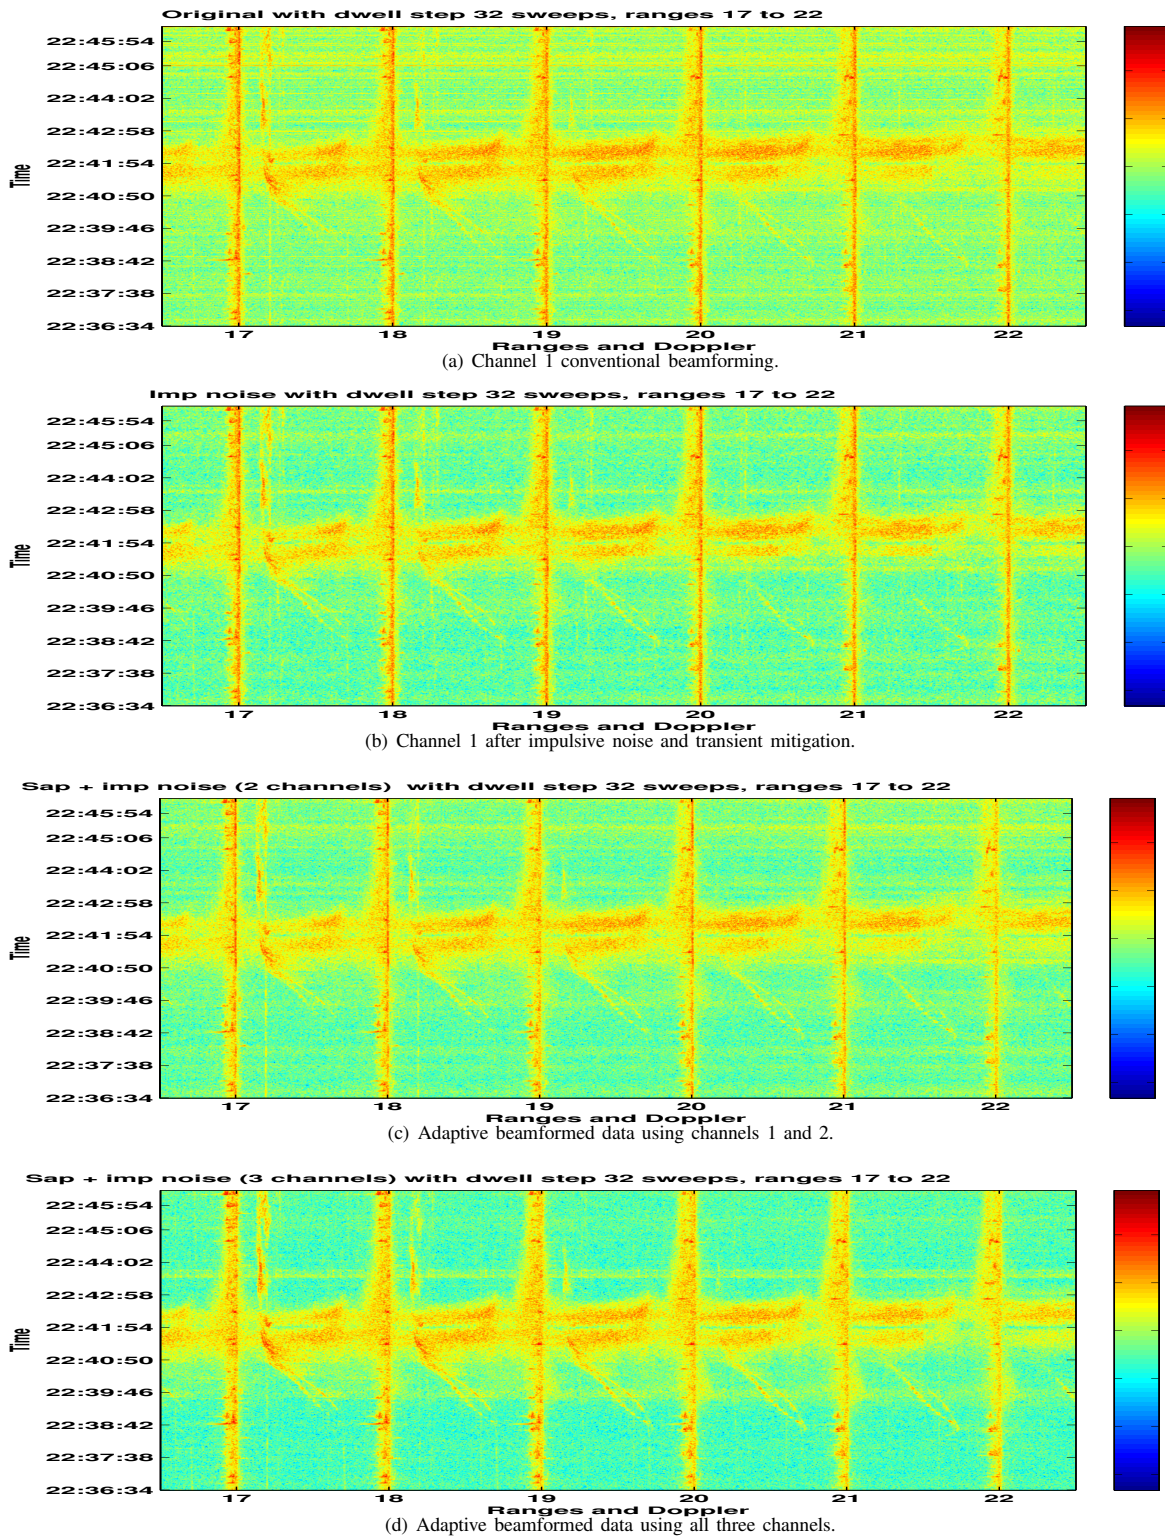 Original with dwell step 32 sweeps, ranges 17 to 22
22:45:54
22:45:06
22:44:02
22:42:58
22:41:54
22:40:50
22:39:46
22:38:42
22:37:38
22:36:34
Time
17 18 19 20 21 22
Ranges and Doppler
(a) Channel 1 conventional beamforming.
Imp noise with dwell step 32 sweeps, ranges 17 to 22
22:45:54
22:45:06
22:44:02
22:42:58
22:41:54
22:40:50
22:39:46
22:38:42
22:37:38
22:36:34
Time
17 18 19 20 21 22
Ranges and Doppler
(b) Channel 1 after impulsive noise and transient mitigation.
Sap + imp noise (2 channels) with dwell step 32 sweeps, ranges 17 to 22
22:45:54
22:45:06
22:44:02
22:42:58
22:41:54
22:40:50
22:39:46
22:38:42
22:37:38
22:36:34
Time
17 18 19 20 21 22
Ranges and Doppler
(c) Adaptive beamformed data using channels 1 and 2.
Sap + imp noise (3 channels) with dwell step 32 sweeps, ranges 17 to 22
22:45:54
22:45:06
22:44:02
22:42:58
22:41:54
22:40:50
22:39:46
22:38:42
22:37:38
22:36:34
Time
17 18 19 20 21 22
Ranges and Doppler
(d) Adaptive beamformed data using all three channels.